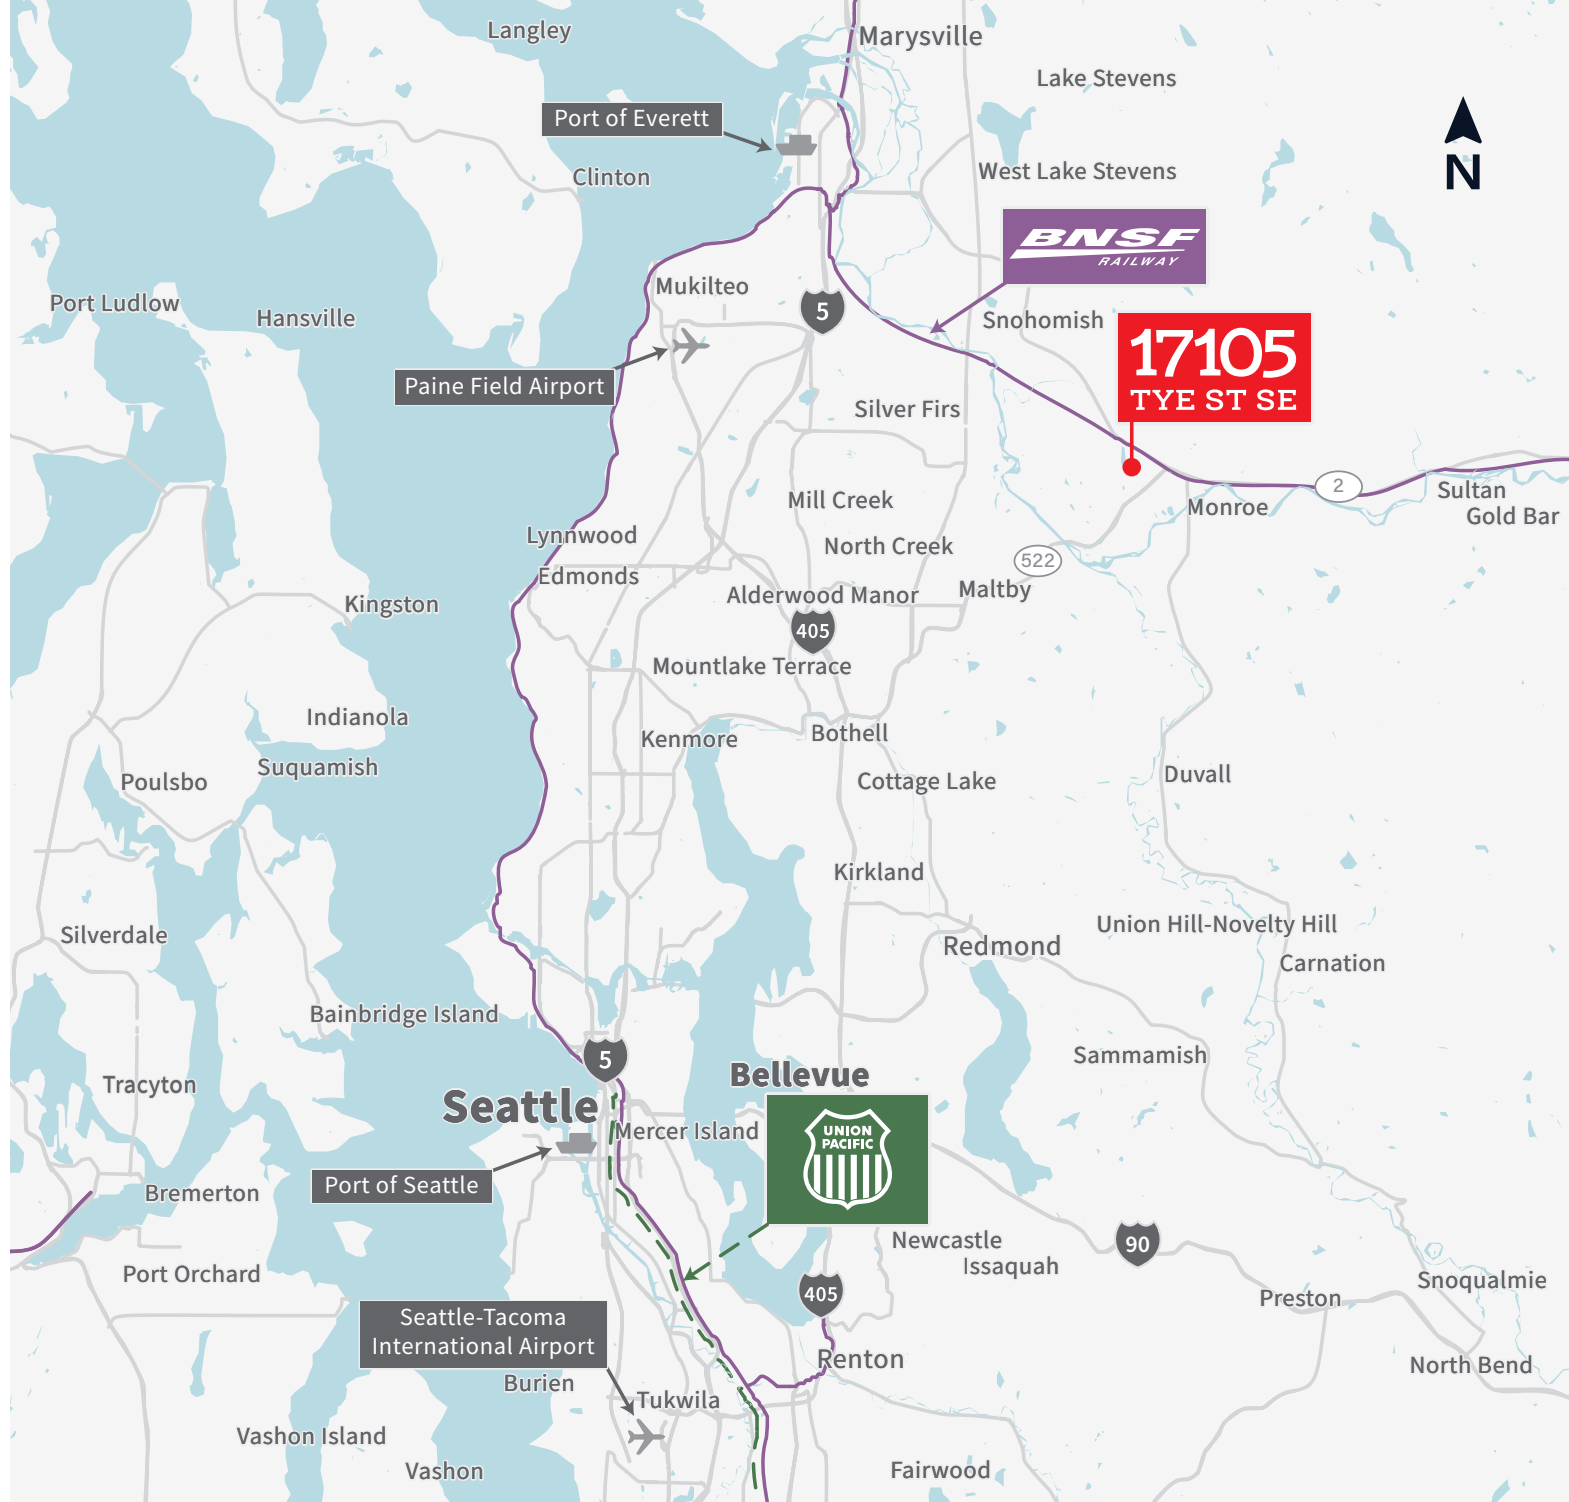 Langley
Marysville
Lake Stevens
Port of Everett
West Lake Stevens
Clinton
N
BNSF
RAILWAY
Mukilteo
Port Ludlow
Hansville
5
Snohomish
17105
TYE ST SE
Paine Field Airport
Silver Firs
2
Sultan
Mill Creek
Monroe
Gold Bar
Lynnwood
North Creek
522
Edmonds
Maltby
Alderwood Manor
Kingston
405
Mountlake Terrace
Indianola
Kenmore
Bothell
Suquamish
Duvall
Poulsbo
Cottage Lake
Kirkland
Union Hill-Novelty Hill
Silverdale
Redmond
Carnation
Bainbridge Island
5
Sammamish
Bellevue
Tracyton
Seattle
Mercer Island
UNION
PACIFIC
Port of Seattle
Bremerton
Newcastle
90
Issaquah
Port Orchard
Snoqualmie
405
Preston
Seattle-Tacoma
International Airport
Renton
North Bend
Burien
Tukwila
Vashon Island
Vashon
Fairwood